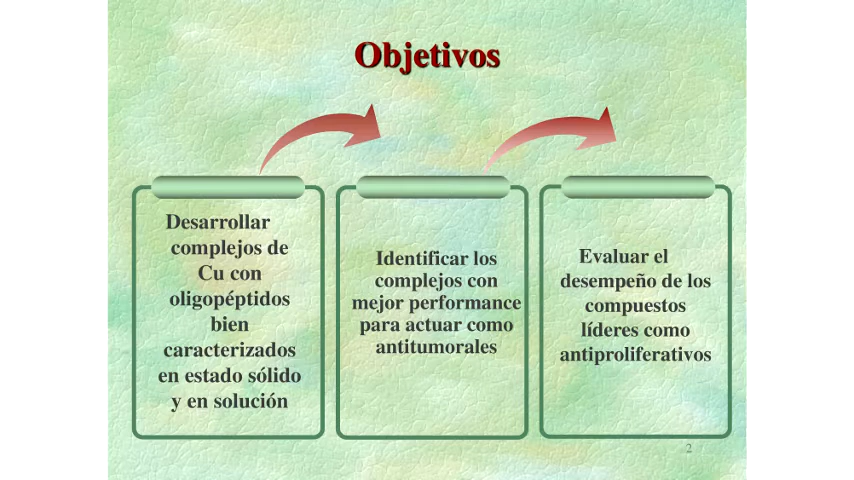 Objetivos
Desarrollar
complejos de
Cu con
oligopéptidos
bien
caracterizados
en estado sólido
y en solución
Identificar los
complejos con
mejor performance
para actuar como
antitumorales
Evaluar el
desempeño de los
compuestos
líderes como
antiproliferativos
2